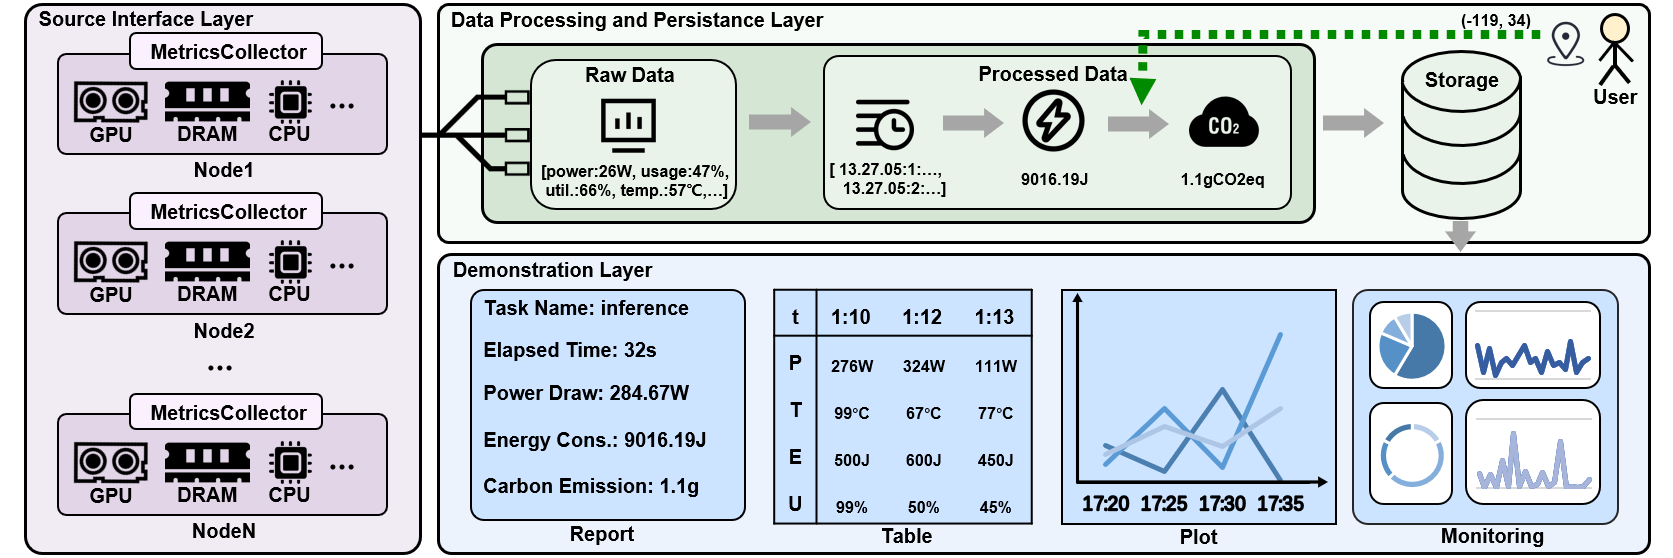 Source Interface Layer
MetricsCollector
GPU
DRAM
CPU
...
Node1
MetricsCollector
GPU
DRAM
CPU
...
Node2
...
MetricsCollector
GPU
DRAM
CPU
...
NodeN
Data Processing and Persistance Layer
(-119, 34)
User
Raw Data
[power:26W, usage:47%,
util.:66%, temp.:57℃,...]
Processed Data
[ 13.27.05:1:...,
13.27.05:2:...]
9016.19J
CO₂
1.1gCO2eq
Storage
Demonstration Layer
Task Name: inference
Elapsed Time: 32s
Power Draw: 284.67W
Energy Cons.: 9016.19J
Carbon Emission: 1.1g
Report
t 1:10 1:12 1:13
P 276W 324W 111W
T 99°C 67°C 77°C
E 500J 600J 450J
U 99% 50% 45%
Table
17:20 17:25 17:30 17:35
Plot
Monitoring